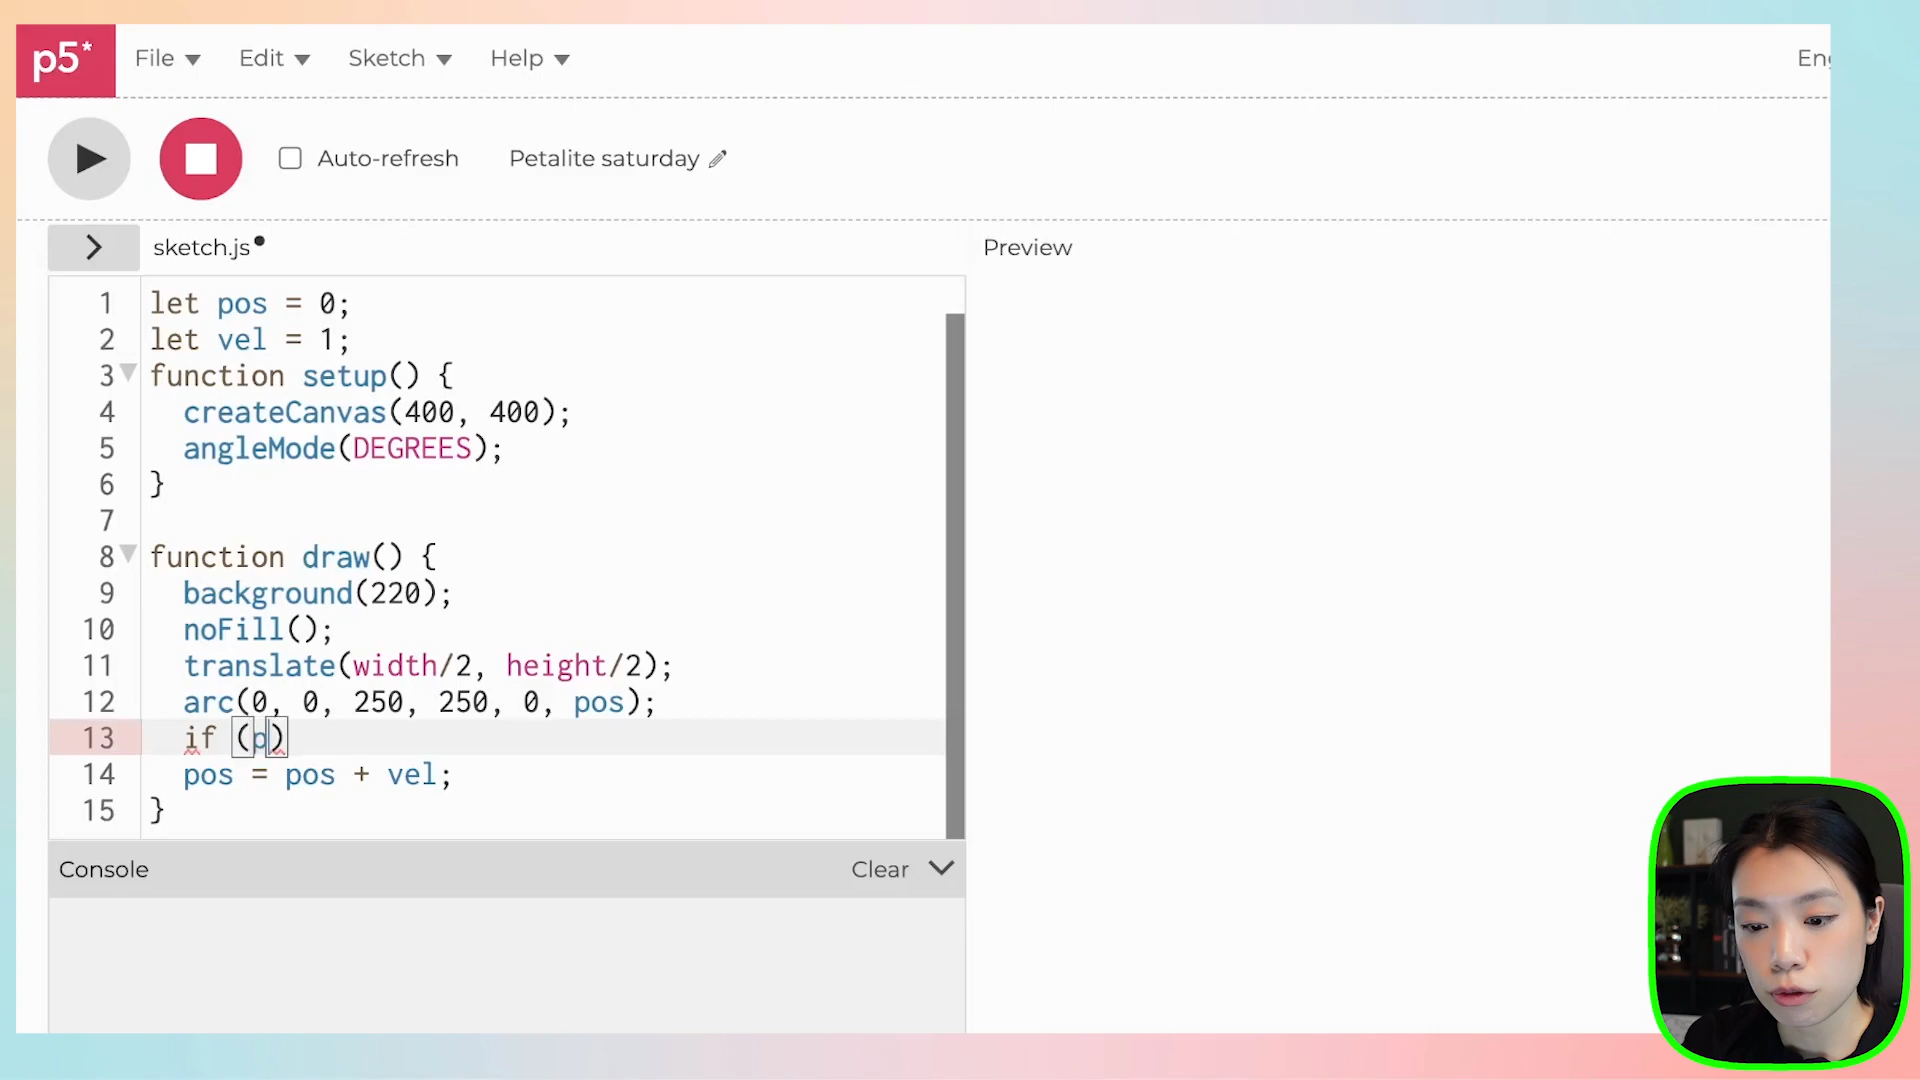 p5* File Edit Sketch Help Eng
Auto-refresh Petalite saturday
sketch.js Preview
1 let pos = 0;
2 let vel = 1;
3 function setup() {
4 createCanvas(400, 400);
5 angleMode(DEGREES);
6 }
7
8 function draw() {
9 background(220);
10 noFill();
11 translate(width/2, height/2);
12 arc(0, 0, 250, 250, 0, pos);
13 if (p)
14 pos = pos + vel;
15 }
Console Clear